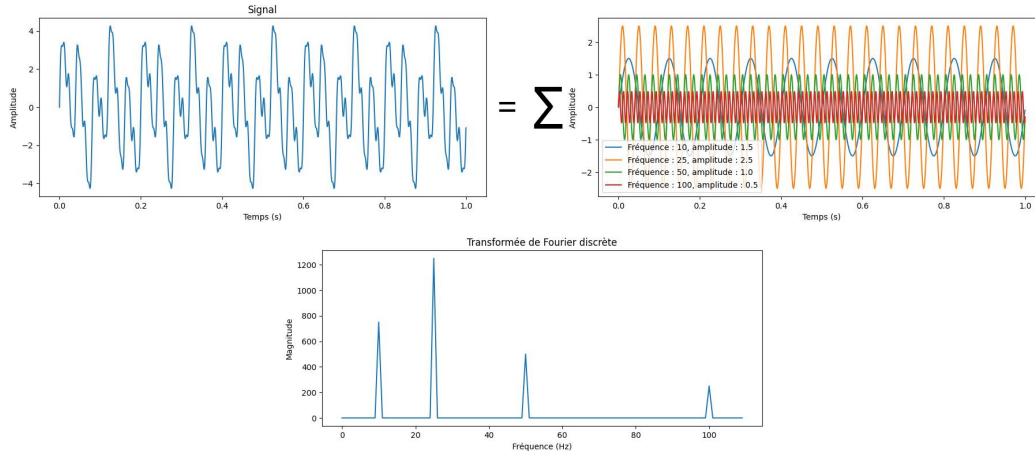 Signal
Amplitude
4
2
0
−2
−4
0.0 0.2 0.4 0.6 0.8 1.0
Temps (s)
= Σ
Amplitude
2
1
0
−1
−2
Fréquence : 10, amplitude : 1.5
Fréquence : 25, amplitude : 2.5
Fréquence : 50, amplitude : 1.0
Fréquence : 100, amplitude : 0.5
0.0 0.2 0.4 0.6 0.8 1.0
Temps (s)
Transformée de Fourier discrète
Magnitude
1200
1000
800
600
400
200
0
0 20 40 60 80 100
Fréquence (Hz)